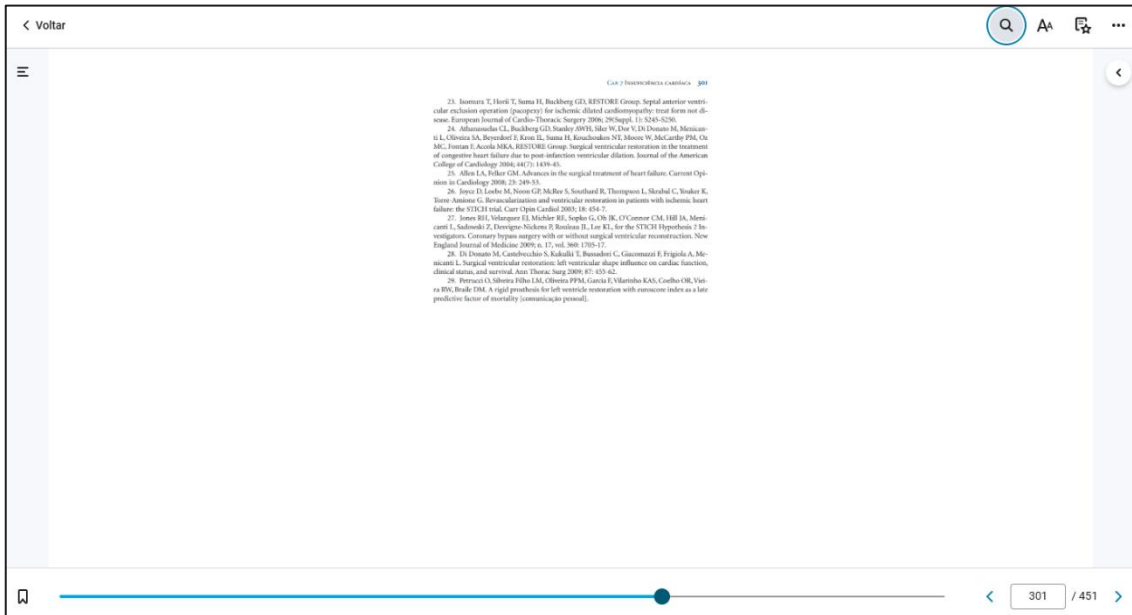 Voltar
AA
CAP 7 INSUFICIÊNCIA CARDÍACA 301
23. Isomura T, Horii T, Suma H, Buckberg GD, RESTORE Group. Septal anterior ventri-
cular exclusion operation (pacopexy) for ischemic dilated cardiomyopathy: treat form not di-
sease. European Journal of Cardio-Thoracic Surgery 2006; 29(Suppl. 1): S245-S250.
24. Athanasuelas CL, Buckberg GD, Stanley AWH, Siler W, Dor V, Di Donato M, Menican-
ti L, Oliveira SA, Beyerdorf F, Kron IL, Suma H, Kouchoukos NT, Moore W, McCarthy PM, Oz
MC, Fontan F, Accola MKA, RESTORE Group. Surgical ventricular restoration in the treatment
of congestive heart failure due to post-infarction ventricular dilation. Journal of the American
College of Cardiology 2004; 44(7): 1439-45.
25. Allen LA, Felker GM. Advances in the surgical treatment of heart failure. Current Opi-
nion in Cardiology 2008; 23: 249-53.
26. Joyce D, Loebe M, Noon GP, McRee S, Southard R, Thompson L, Skrabal C, Youker K,
Torre-Amione G. Revascularization and ventricular restoration in patients with ischemic heart
failure: the STICH trial. Curr Opin Cardiol 2003; 18: 454-7.
27. Jones RH, Velazquez EJ, Michler RE, Sopko G, Oh JK, O'Connor CM, Hill JA, Meni-
canti L, Sadowski Z, Desvigne-Nickens P, Rouleau JL, Lee KL, for the STICH Hypothesis 2 In-
vestigators. Coronary bypass surgery with or without surgical ventricular reconstruction. New
England Journal of Medicine 2009; n. 17, vol. 360: 1705-17.
28. Di Donato M, Castelvecchio S, Kukulki T, Bussadori C, Giacomazzi F, Frigiola A, Me-
nicanti L. Surgical ventricular restoration: left ventricular shape influence on cardiac function,
clinical status, and survival. Ann Thorac Surg 2009; 87: 455-62.
29. Petrucci O, Silveira Filho LM, Oliveira PPM, Garcia F, Vilarinho KAS, Coelho OR, Viei-
ra RW, Braile DM. A rigid prosthesis for left ventricle restoration with euroscore index as a late
predictive factor of mortality [comunicação pessoal].
301 / 451